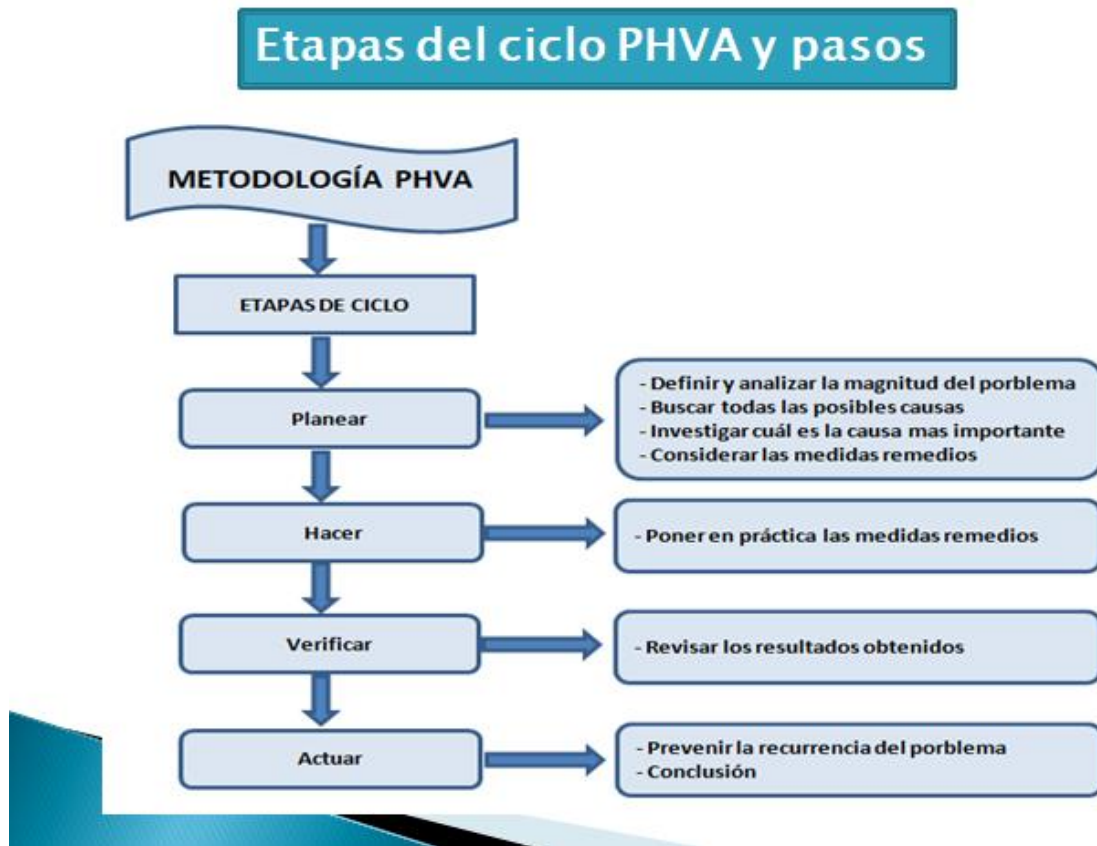 Etapas del ciclo PHVA y pasos
METODOLOGÍA PHVA
ETAPAS DE CICLO
Planear
- Definir y analizar la magnitud del porblema
- Buscar todas las posibles causas
- Investigar cuál es la causa mas importante
- Considerar las medidas remedios
Hacer
- Poner en práctica las medidas remedios
Verificar
- Revisar los resultados obtenidos
Actuar
- Prevenir la recurrencia del porblema
- Conclusión